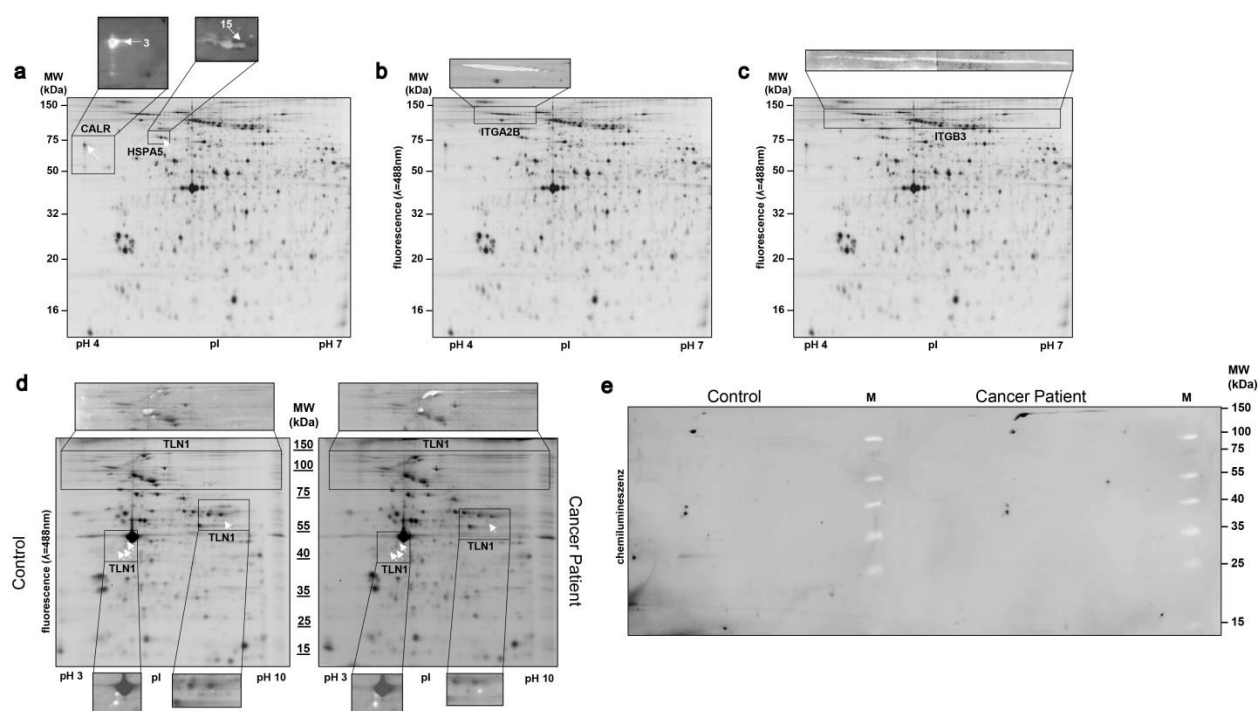 3
15
a
MW
(kDa)
150
75
50
32
20
16
CALR
HSPA5
fluorescence (λ=488nm)
pH 4
pI
pH 7
b
MW
(kDa)
150
75
50
32
20
16
ITGA2B
fluorescence (λ=488nm)
pH 4
pI
pH 7
c
MW
(kDa)
150
75
50
32
20
16
ITGB3
fluorescence (λ=488nm)
pH 4
pI
pH 7
d
Control
fluorescence (λ=488nm)
TLN1
TLN1
TLN1
pH 3
pI
pH 10
MW
(kDa)
150
100
75
55
40
35
25
15
TLN1
TLN1
TLN1
pH 3
pI
pH 10
Cancer Patient
e
Control
M
Cancer Patient
M
MW
(kDa)
150
100
75
55
40
35
25
15
chemilumineszenz